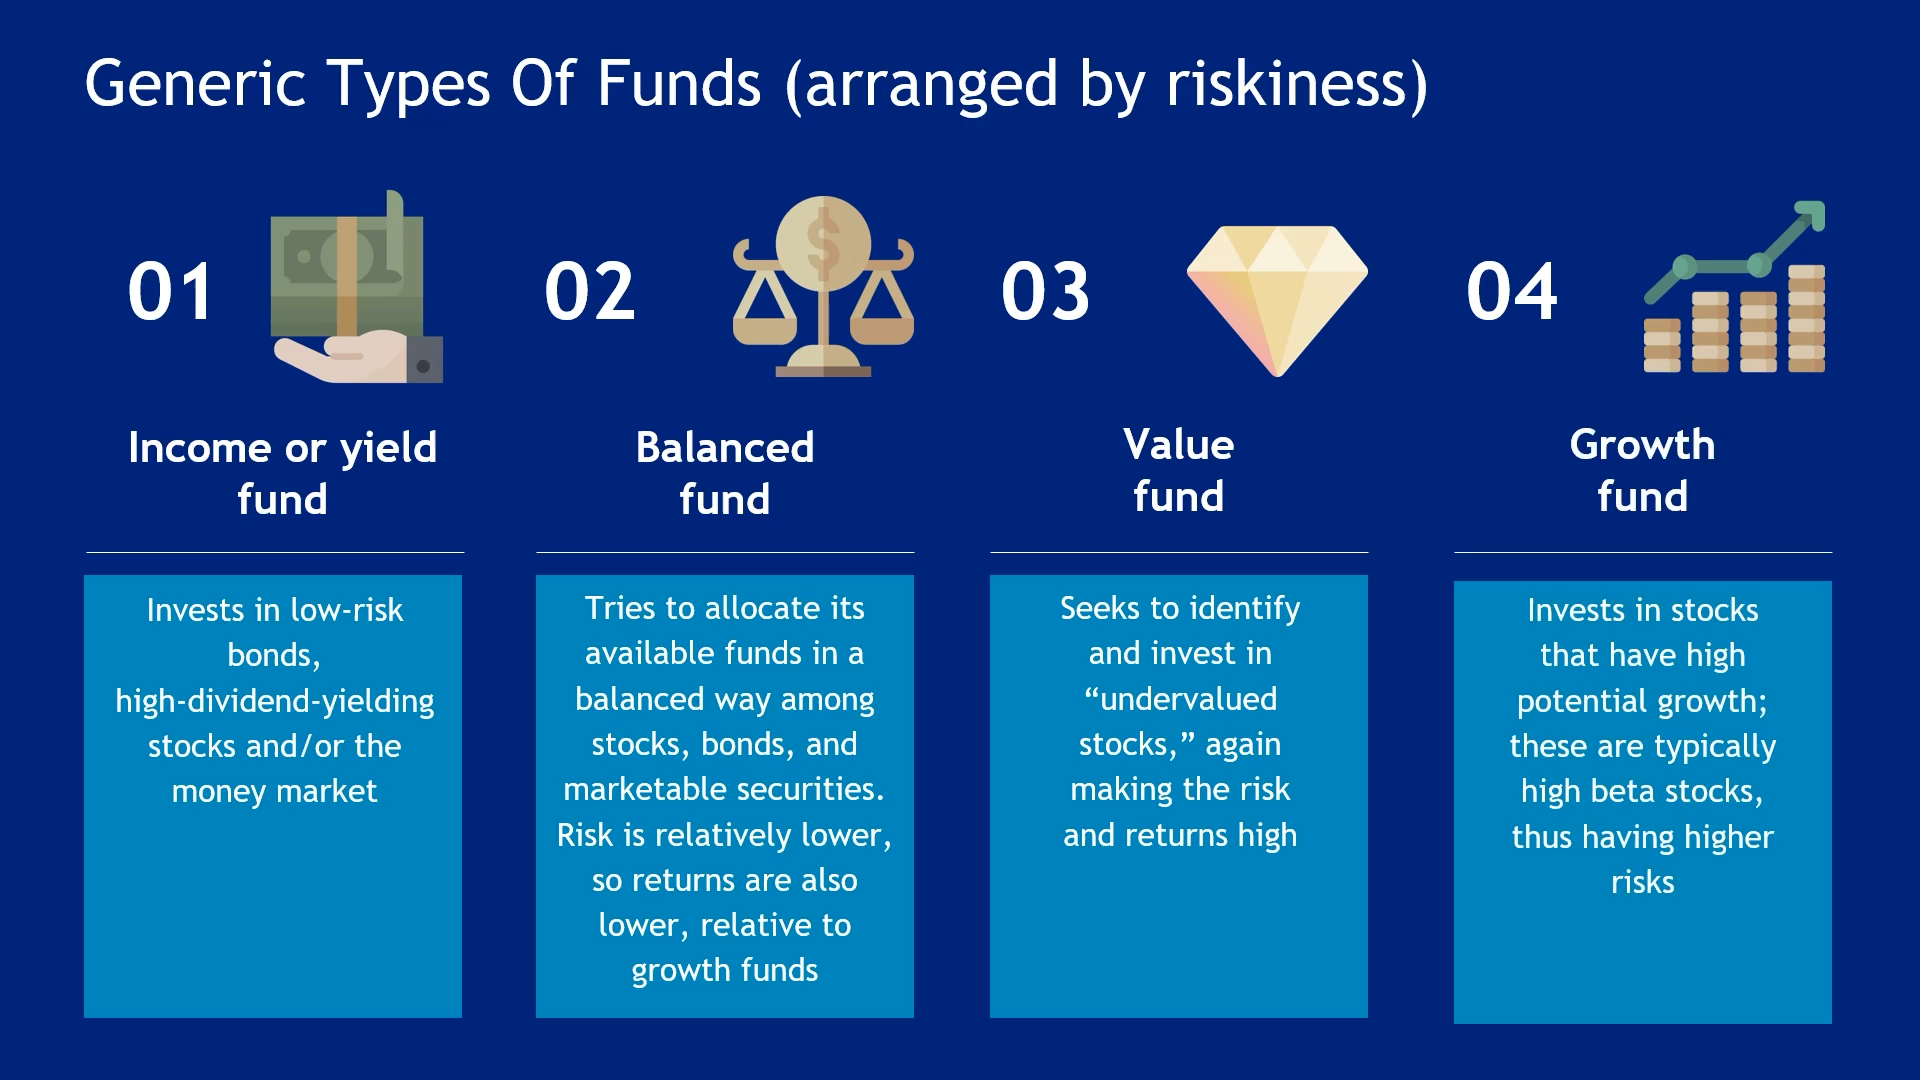 Generic Types Of Funds (arranged by riskiness)
01
Income or yield
fund
Invests in low-risk
bonds,
high-dividend-yielding
stocks and/or the
money market
02
$
Balanced
fund
Tries to allocate its
available funds in a
balanced way among
stocks, bonds, and
marketable securities.
Risk is relatively lower,
so returns are also
lower, relative to
growth funds
03
Value
fund
Seeks to identify
and invest in
“undervalued
stocks,” again
making the risk
and returns high
04
Growth
fund
Invests in stocks
that have high
potential growth;
these are typically
high beta stocks,
thus having higher
risks